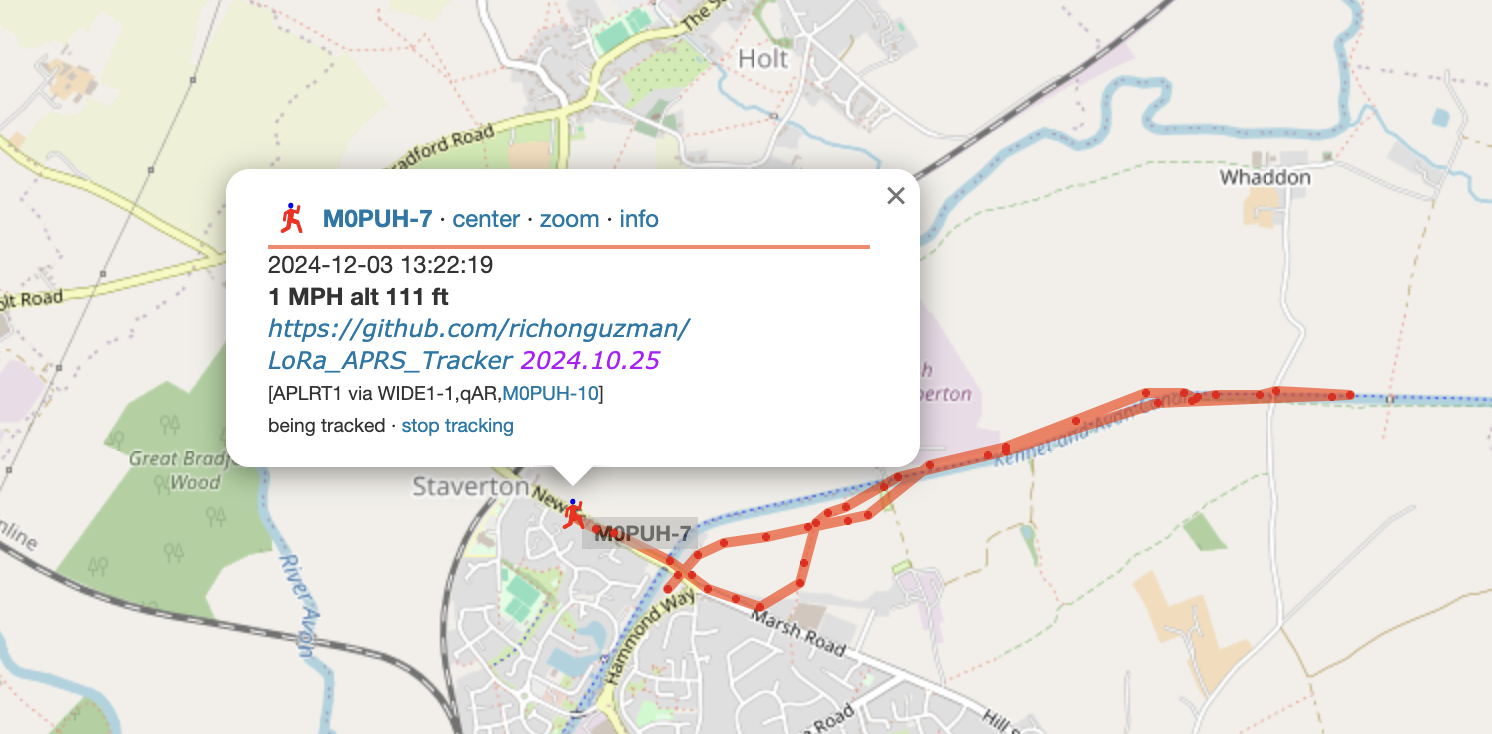 The S
Holt
radford Road
Whaddon
M0PUH-7 · center · zoom · info
2024-12-03 13:22:19
1 MPH alt 111 ft
https://github.com/richonguzman/
LoRa_APRS_Tracker 2024.10.25
[APLRT1 via WIDE1-1,qAR,M0PUH-10]
being tracked · stop tracking
olt Road
h
perton
Kennet and Avon Canal
Great Bradf
Wood
Staverton
New
M0PUH-7
nline
River Avon
Hammond Way
Marsh Road
Road
Hill